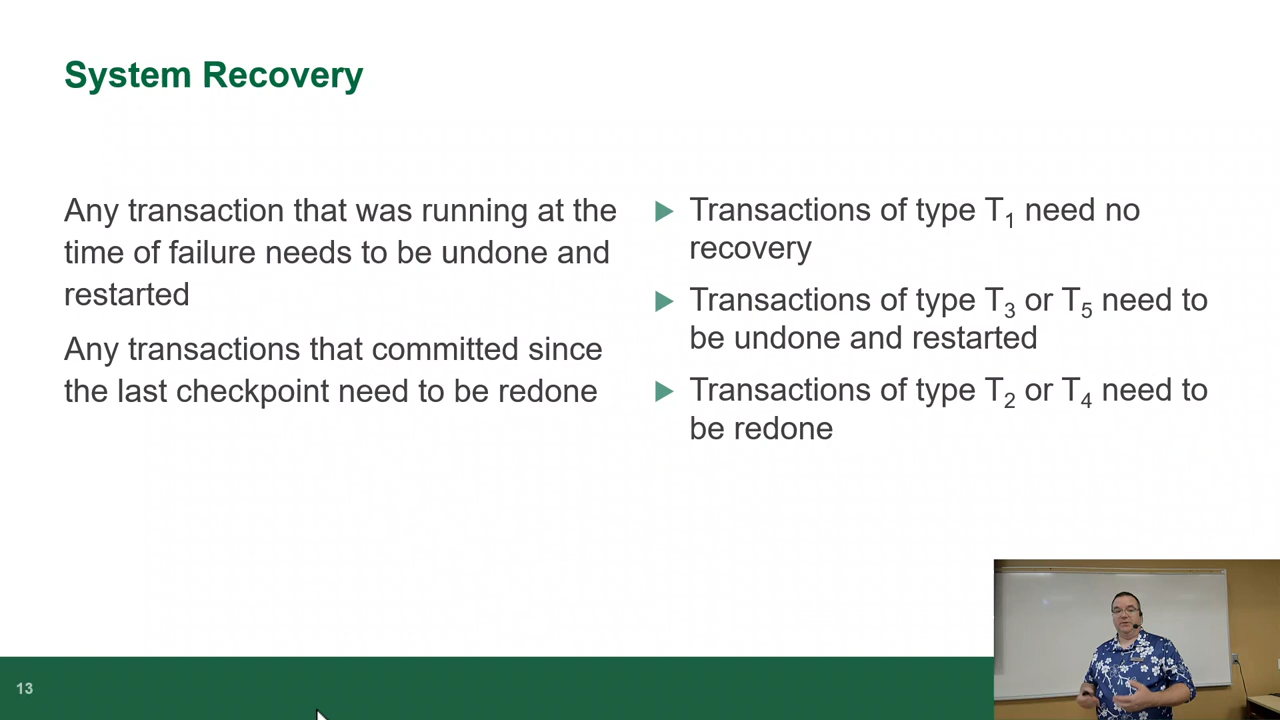 System Recovery
Any transaction that was running at the
time of failure needs to be undone and
restarted
Any transactions that committed since
the last checkpoint need to be redone
Transactions of type T₁ need no
recovery
Transactions of type T₃ or T₅ need to
be undone and restarted
Transactions of type T₂ or T₄ need to
be redone
13